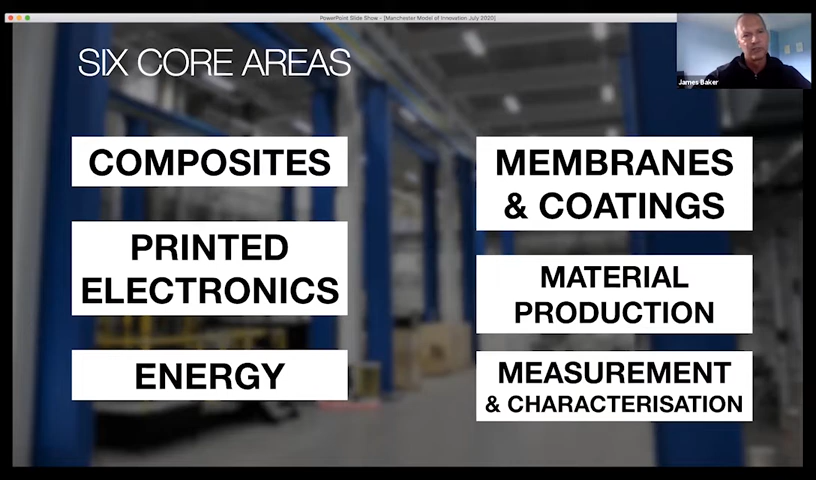 PowerPoint Slide Show - [Manchester Model of Innovation July 2020]
James Baker
SIX CORE AREAS
COMPOSITES
PRINTED
ELECTRONICS
ENERGY
MEMBRANES
& COATINGS
MATERIAL
PRODUCTION
MEASUREMENT
& CHARACTERISATION